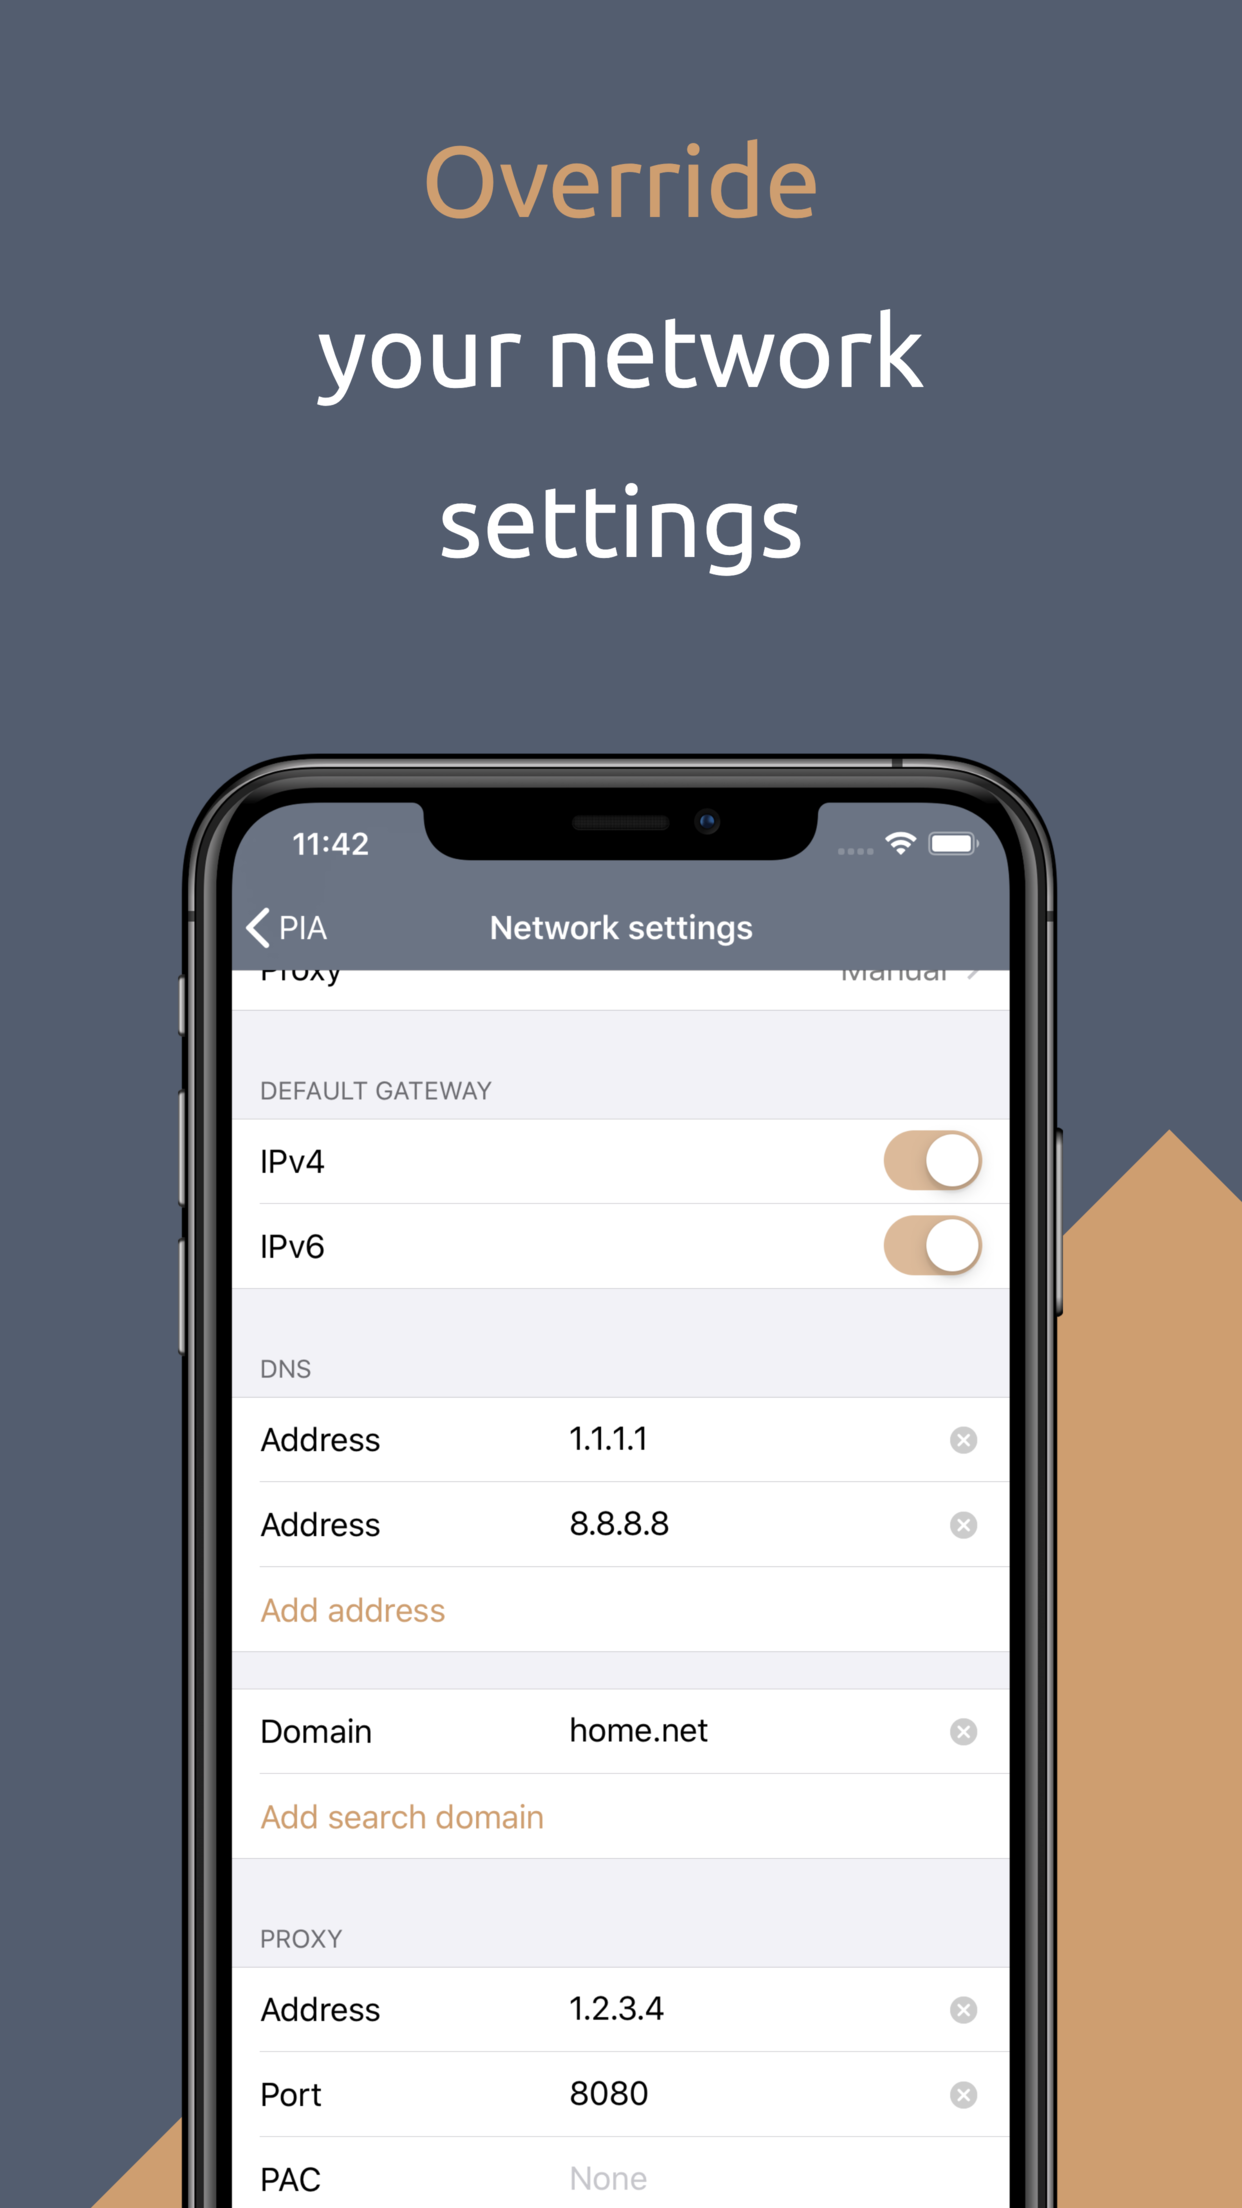 Override
your network
settings
11:42
PIA
Network settings
Proxy Manual
DEFAULT GATEWAY
IPv4
IPv6
DNS
Address 1.1.1.1
Address 8.8.8.8
Add address
Domain home.net
Add search domain
PROXY
Address 1.2.3.4
Port 8080
PAC None